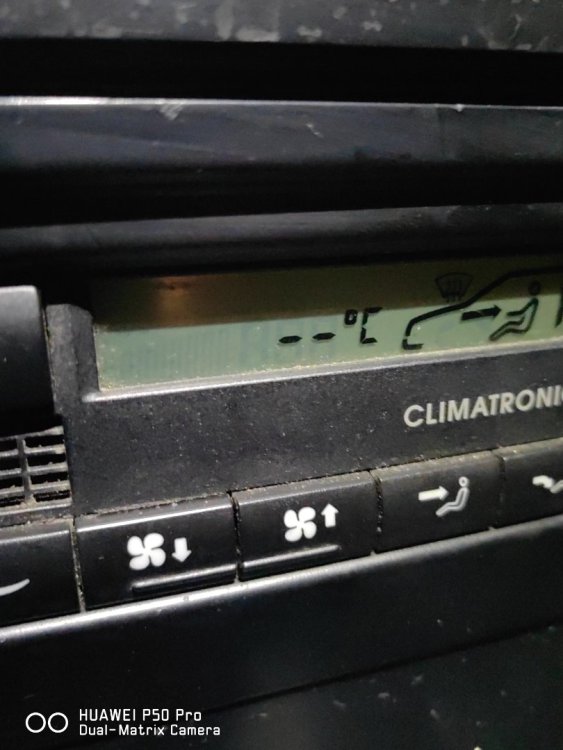 --°C
CLIMATRONIC
HUAWEI P50 Pro
Dual-Matrix Camera